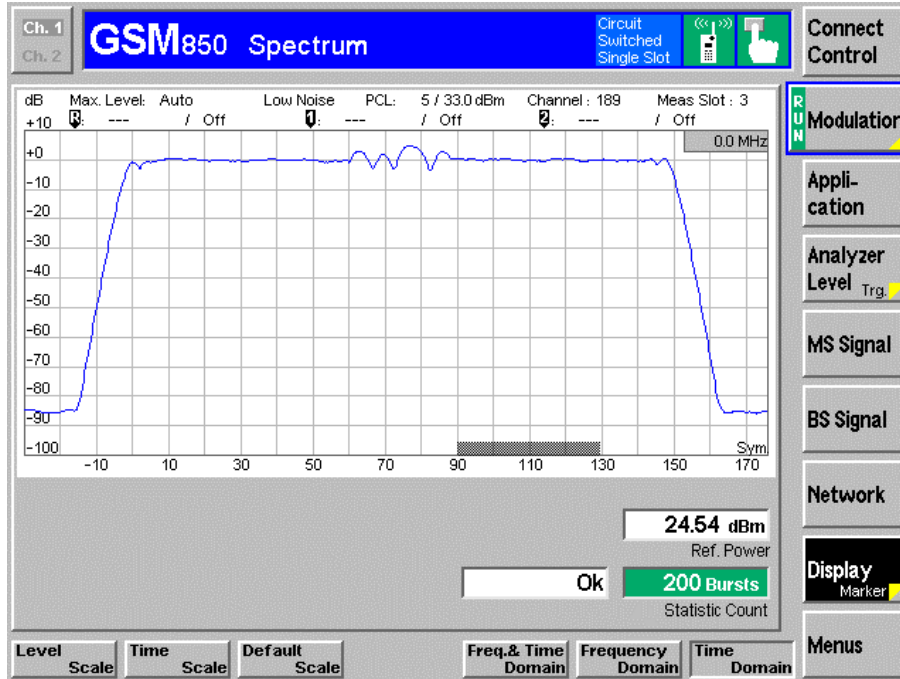 Ch. 1
Ch. 2
GSM850 Spectrum
Circuit
Switched
Single Slot
Connect
Control
dB Max. Level: Auto Low Noise PCL: 5 / 33.0 dBm Channel : 189 Meas Slot : 3
R: --- / Off 1: --- / Off 2: --- / Off
0.0 MHz
+10
+0
-10
-20
-30
-40
-50
-60
-70
-80
-90
-100
Sym
-10 10 30 50 70 90 110 130 150 170
24.54 dBm
Ref. Power
Ok 200 Bursts
Statistic Count
RUN
Modulation
Appli-
cation
Analyzer
Level Trg.
MS Signal
BS Signal
Network
Display
Marker
Menus
Level
Scale
Time
Scale
Default
Scale
Freq.& Time
Domain
Frequency
Domain
Time
Domain